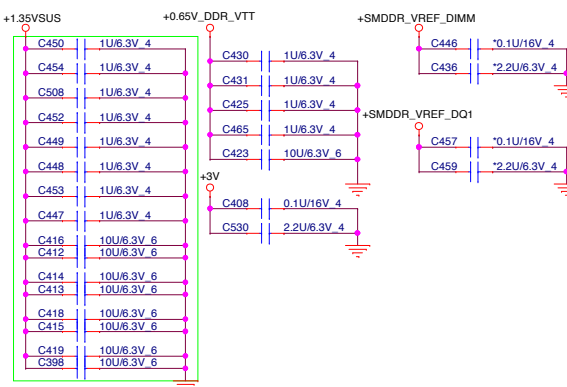 +1.35VSUS
C450 1U/6.3V_4
C454 1U/6.3V_4
C508 1U/6.3V_4
C452 1U/6.3V_4
C449 1U/6.3V_4
C448 1U/6.3V_4
C453 1U/6.3V_4
C447 1U/6.3V_4
C416 10U/6.3V_6
C412 10U/6.3V_6
C414 10U/6.3V_6
C413 10U/6.3V_6
C418 10U/6.3V_6
C415 10U/6.3V_6
C419 10U/6.3V_6
C398 10U/6.3V_6
+0.65V_DDR_VTT
C430 1U/6.3V_4
C431 1U/6.3V_4
C425 1U/6.3V_4
C465 1U/6.3V_4
C423 10U/6.3V_6
+3V
C408 0.1U/16V_4
C530 2.2U/6.3V_4
+SMDDR_VREF_DIMM
C446 *0.1U/16V_4
C436 *2.2U/6.3V_4
+SMDDR_VREF_DQ1
C457 *0.1U/16V_4
C459 *2.2U/6.3V_4